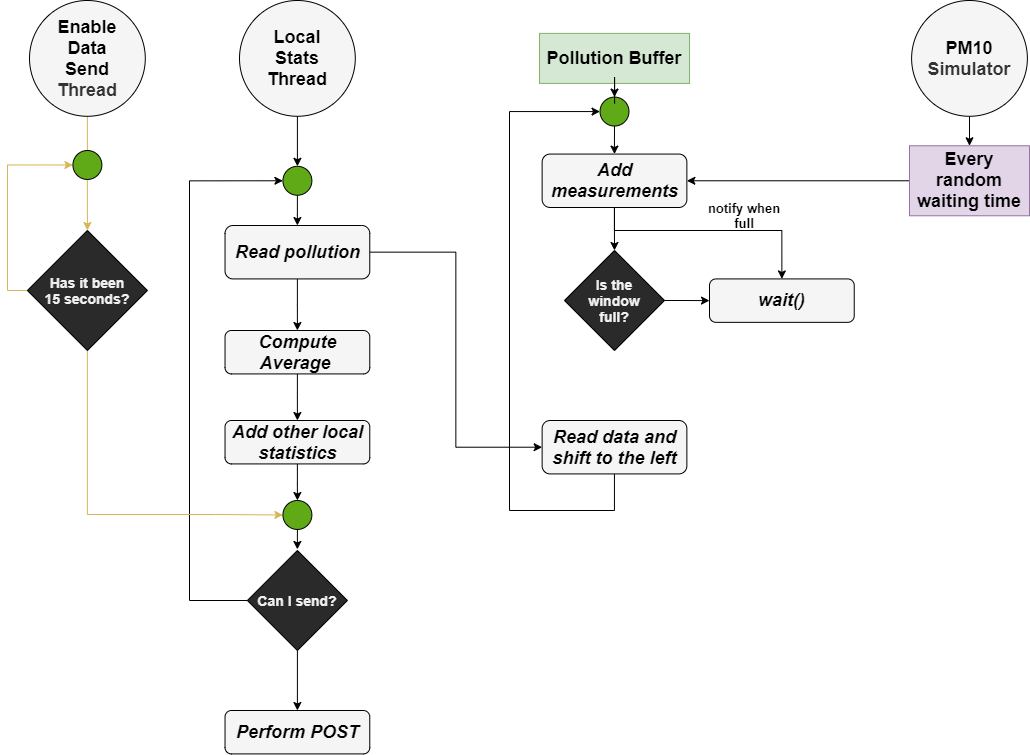 Enable
Data
Send
Thread
Local
Stats
Thread
Pollution Buffer
PM10
Simulator
Every
random
waiting time
Add
measurements
notify when
full
Has it been
15 seconds?
Read pollution
Is the
window
full?
wait()
Compute
Average
Add other local
statistics
Read data and
shift to the left
Can I send?
Perform POST